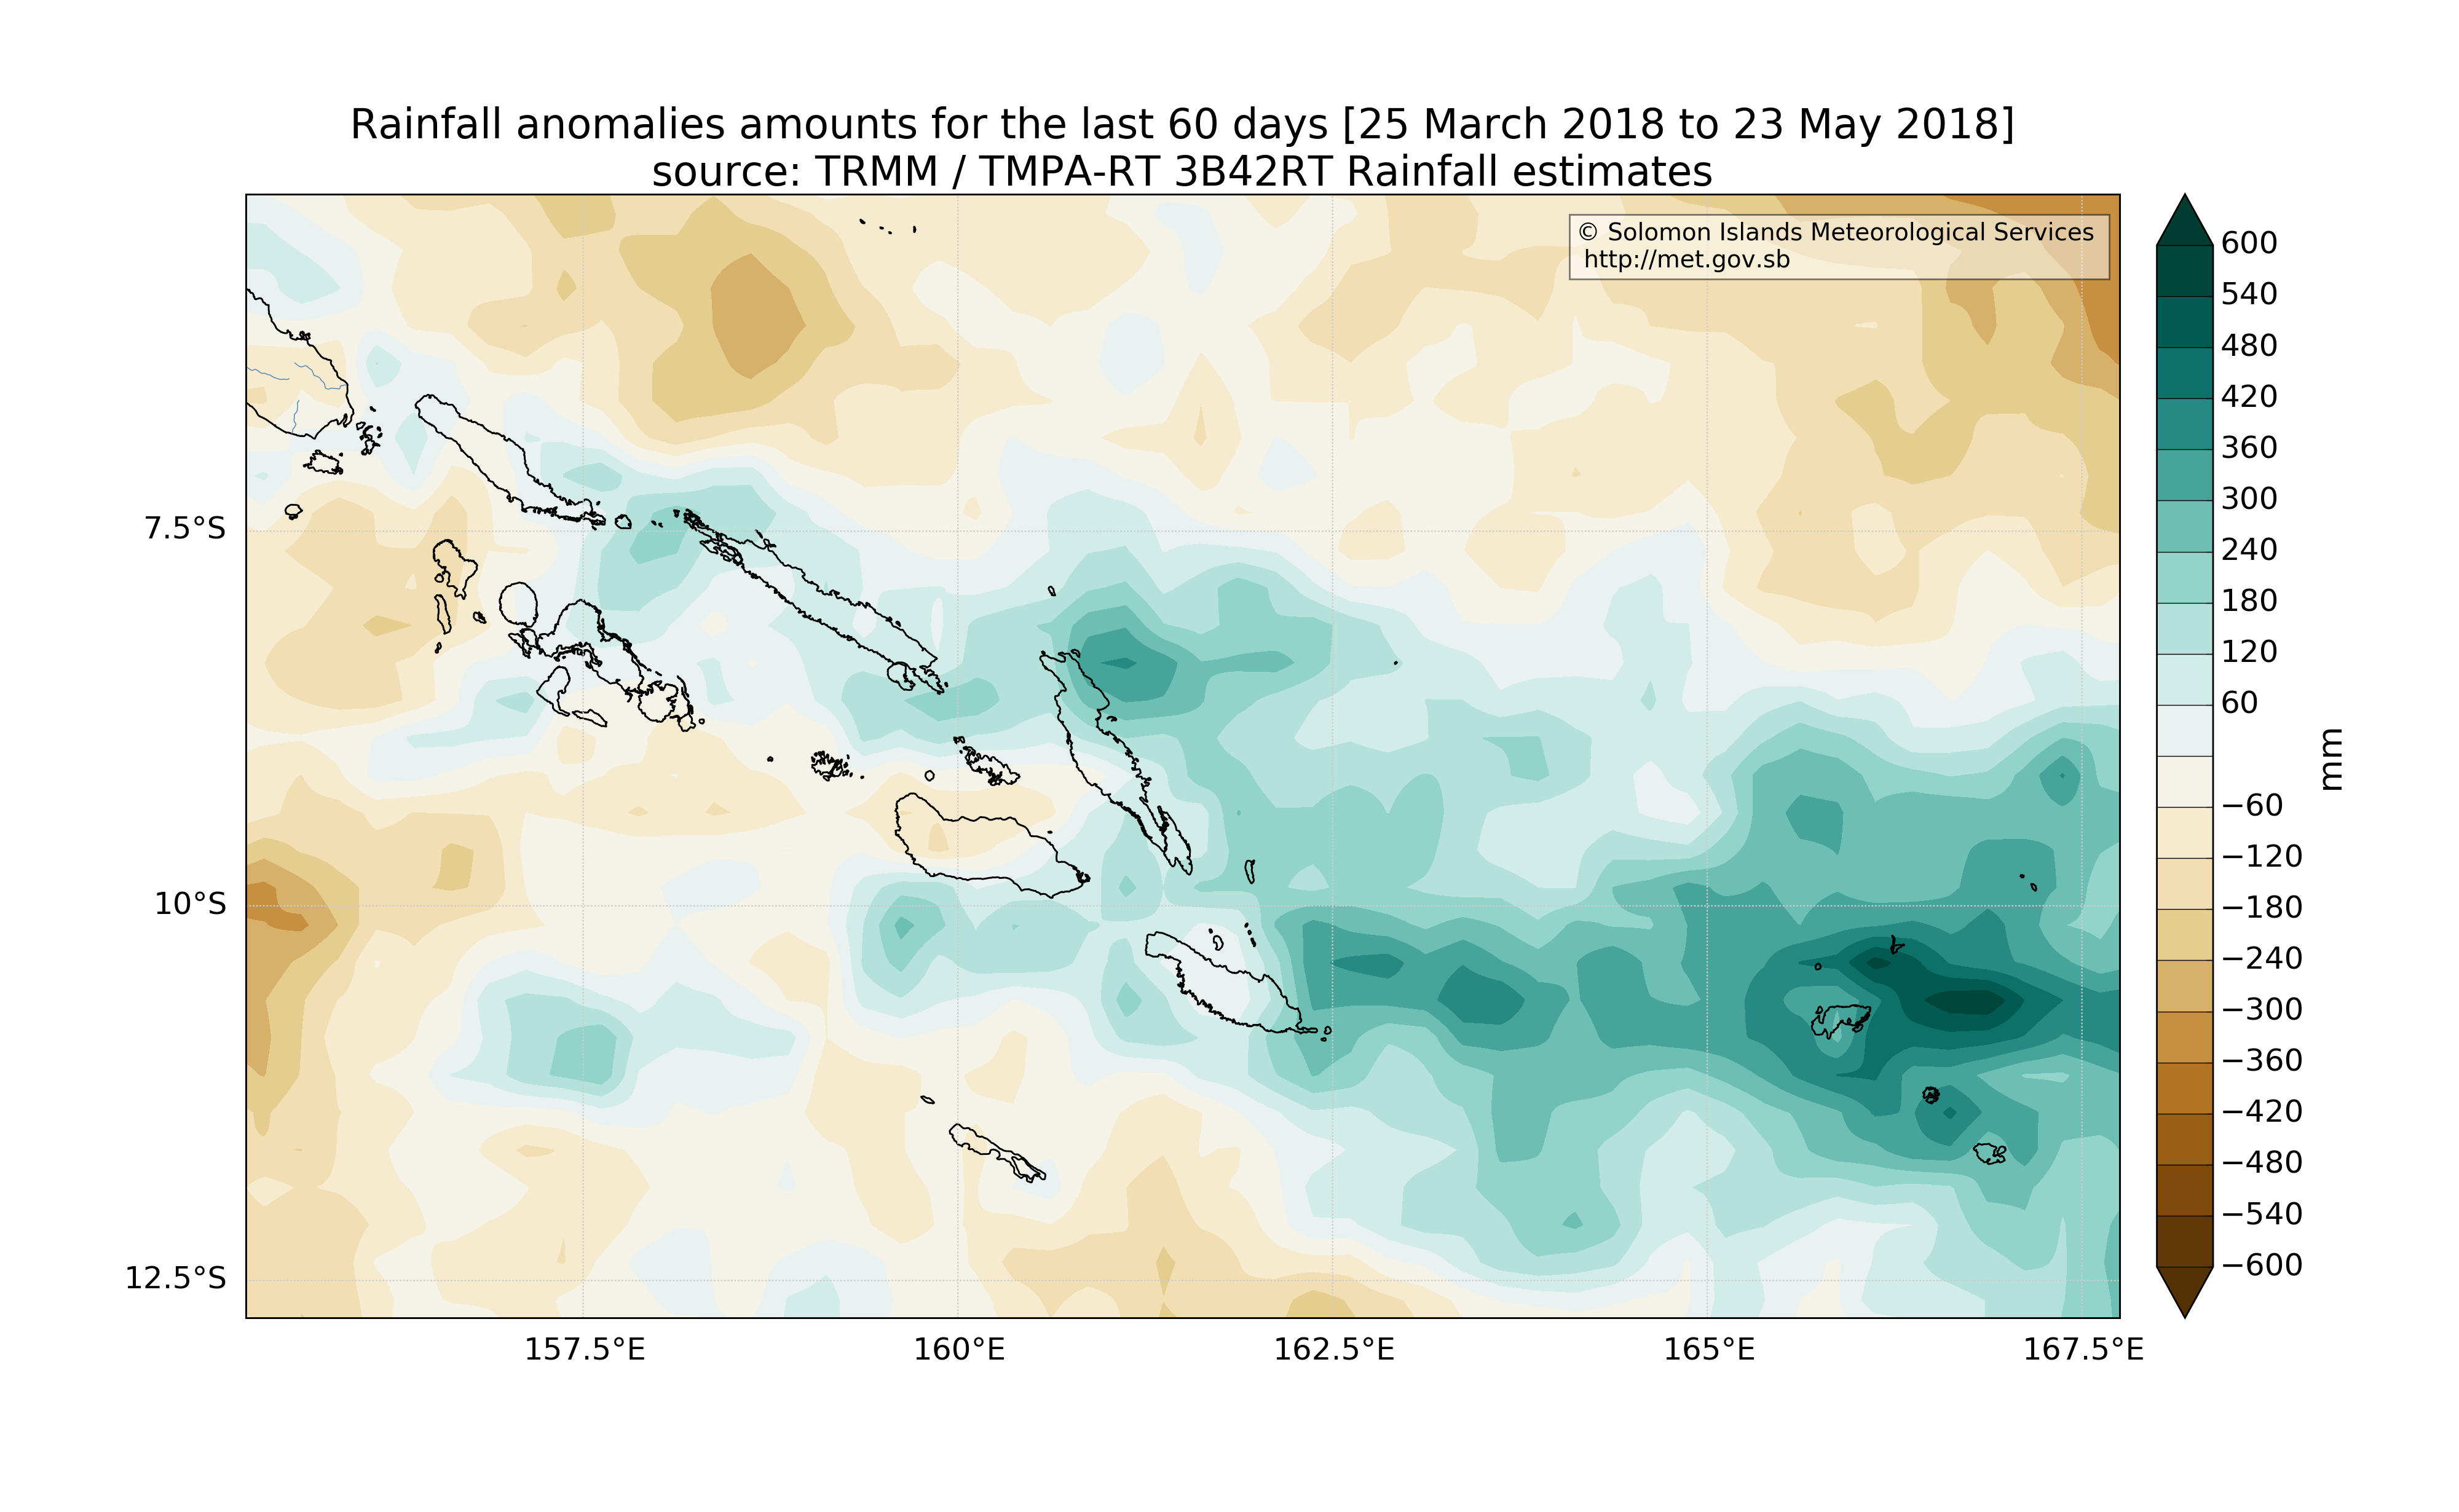 Rainfall anomalies amounts for the last 60 days [25 March 2018 to 23 May 2018]
source: TRMM / TMPA-RT 3B42RT Rainfall estimates
© Solomon Islands Meteorological Services
http://met.gov.sb
7.5°S
10°S
12.5°S
157.5°E
160°E
162.5°E
165°E
167.5°E
600
540
480
420
360
300
240
180
120
60
−60
−120
−180
−240
−300
−360
−420
−480
−540
−600
mm